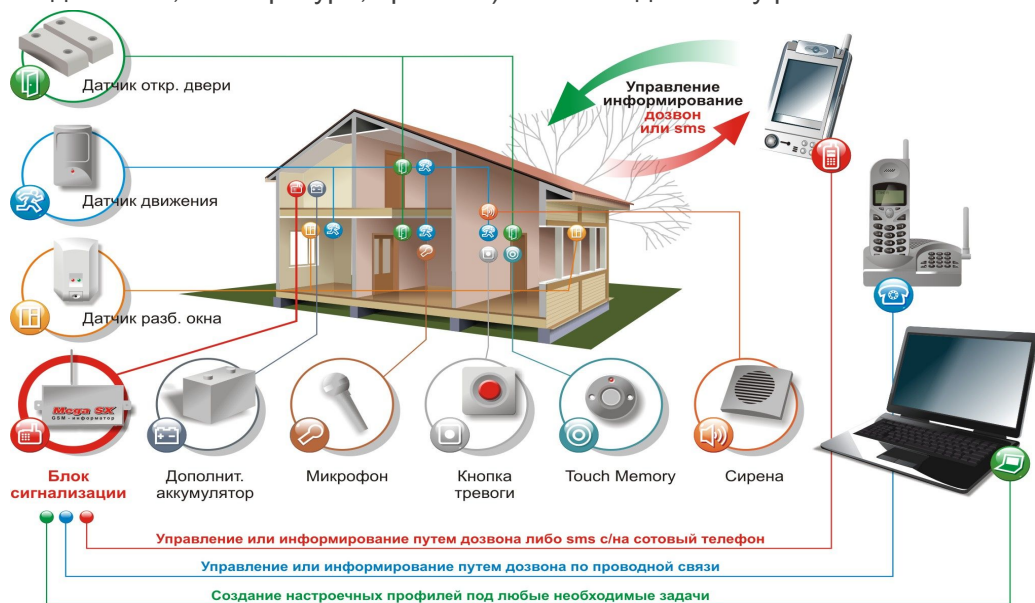 Датчик откр. двери
Управление
информирование
дозвон
или sms
Датчик движения
Датчик разб. окна
Mega SX
GSM - информатор
Блок
сигнализации
Дополнит.
аккумулятор
Микрофон
Кнопка
тревоги
Touch Memory
Сирена
Управление или информирование путем дозвона либо sms с/на сотовый телефон
Управление или информирование путем дозвона по проводной связи
Создание настроечных профилей под любые необходимые задачи